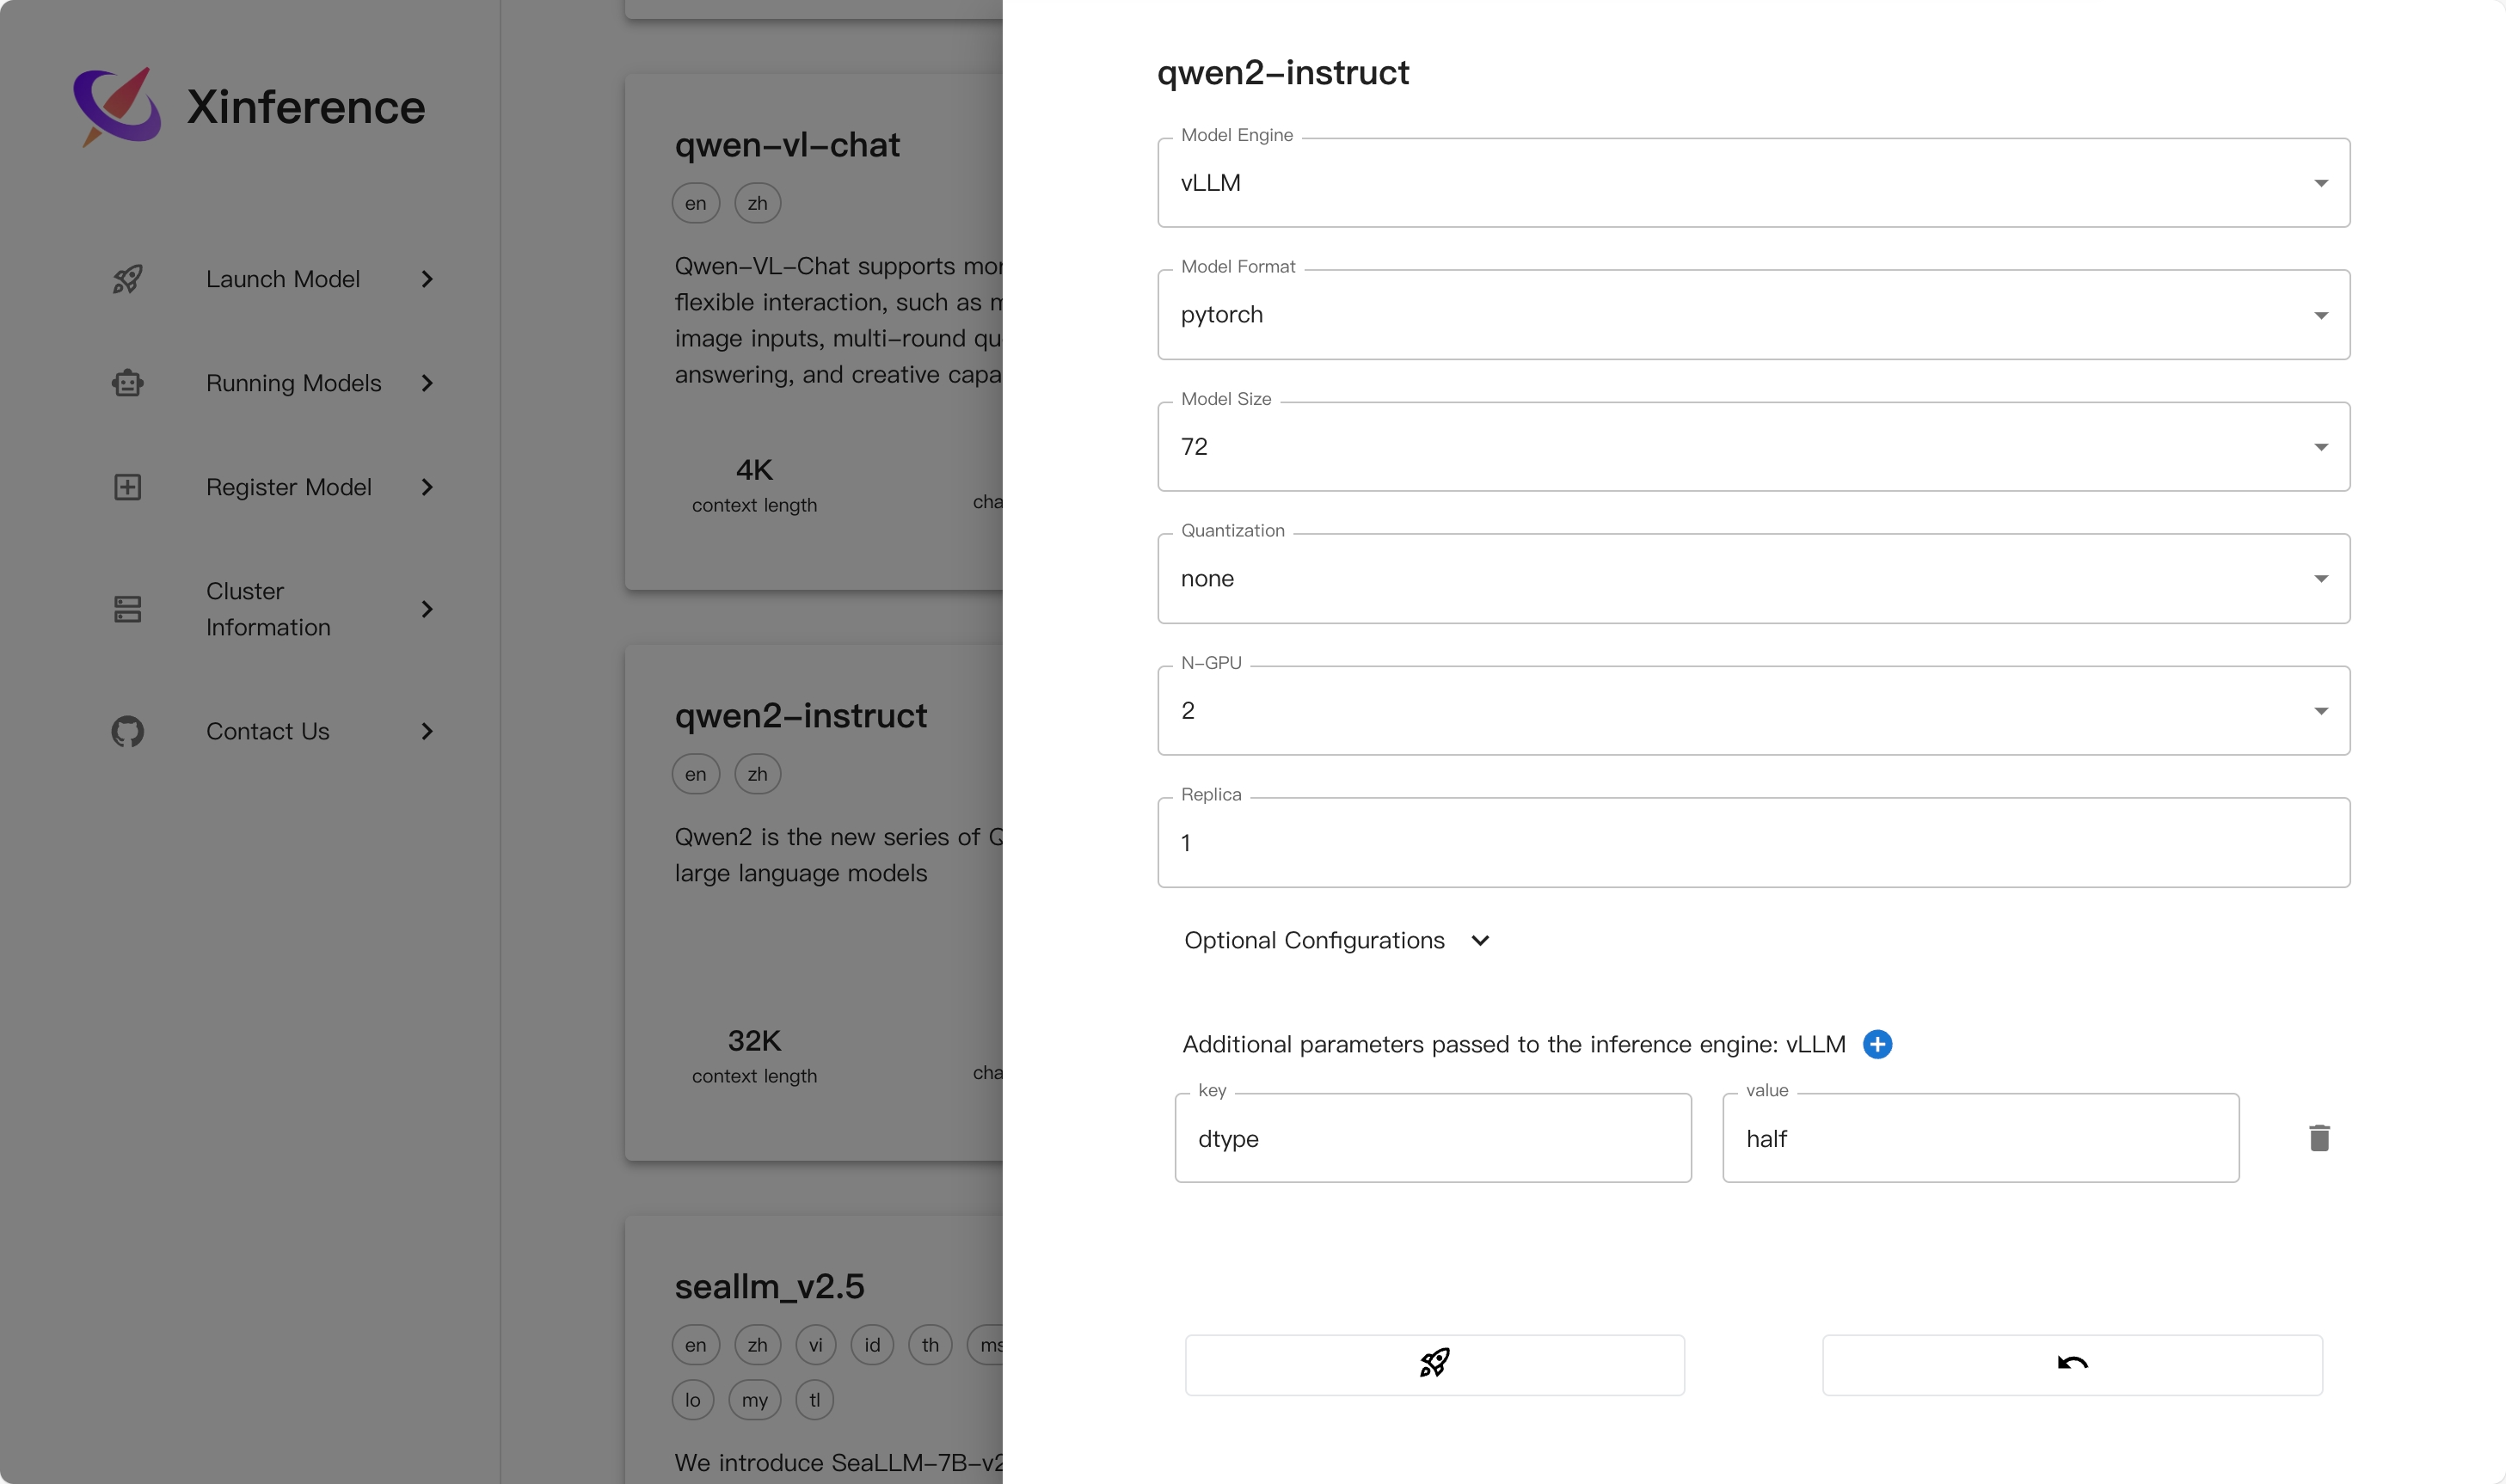 Xinference
Launch Model
Running Models
Register Model
Cluster
Information
Contact Us
qwen-vl-chat
en zh
Qwen-VL-Chat supports mor
flexible interaction, such as m
image inputs, multi-round qu
answering, and creative capa
4K
context length
cha
qwen2-instruct
en zh
Qwen2 is the new series of Q
large language models
32K
context length
cha
seallm_v2.5
en zh vi id th ms
lo my tl
We introduce SeaLLM-7B-v2
qwen2-instruct
Model Engine
vLLM
Model Format
pytorch
Model Size
72
Quantization
none
N-GPU
2
Replica
1
Optional Configurations
Additional parameters passed to the inference engine: vLLM
key
dtype
value
half